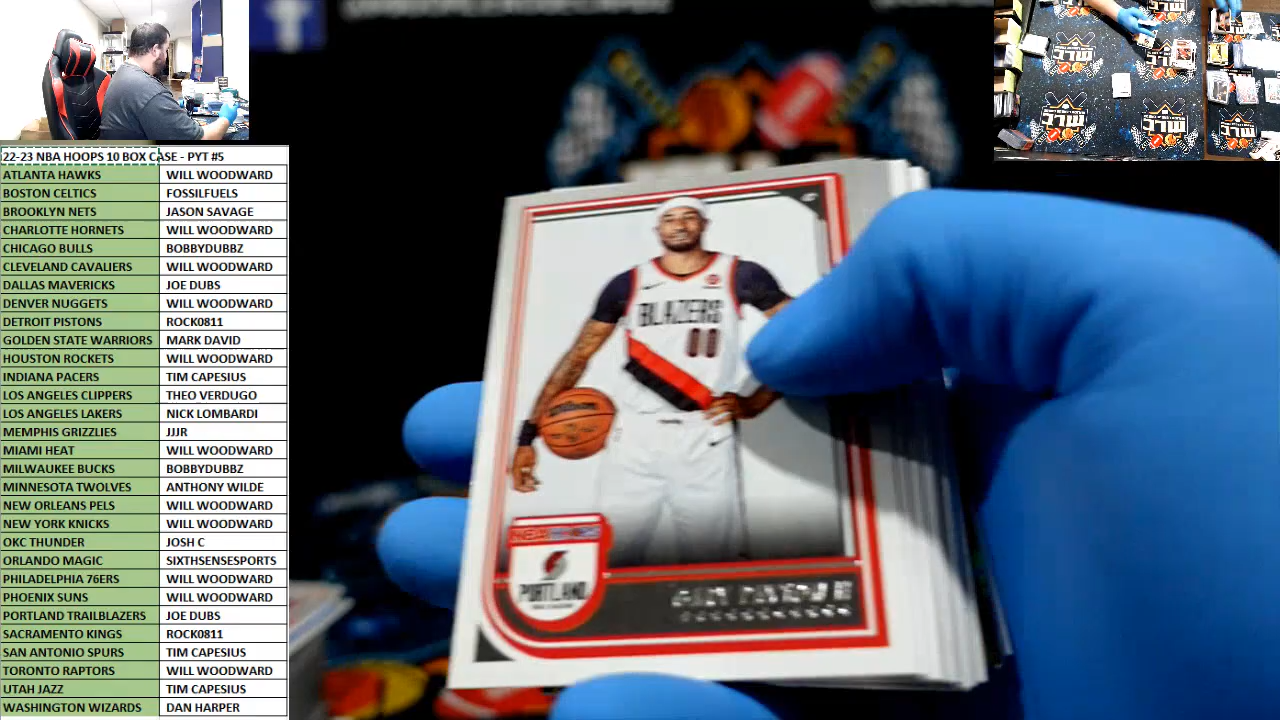 22-23 NBA HOOPS 10 BOX CASE - PYT #5
ATLANTA HAWKS WILL WOODWARD
BOSTON CELTICS FOSSILFUELS
BROOKLYN NETS JASON SAVAGE
CHARLOTTE HORNETS WILL WOODWARD
CHICAGO BULLS BOBBYDUBBZ
CLEVELAND CAVALIERS WILL WOODWARD
DALLAS MAVERICKS JOE DUBS
DENVER NUGGETS WILL WOODWARD
DETROIT PISTONS ROCK0811
GOLDEN STATE WARRIORS MARK DAVID
HOUSTON ROCKETS WILL WOODWARD
INDIANA PACERS TIM CAPESIUS
LOS ANGELES CLIPPERS THEO VERDUGO
LOS ANGELES LAKERS NICK LOMBARDI
MEMPHIS GRIZZLIES JJJR
MIAMI HEAT WILL WOODWARD
MILWAUKEE BUCKS BOBBYDUBBZ
MINNESOTA TWOLVES ANTHONY WILDE
NEW ORLEANS PELS WILL WOODWARD
NEW YORK KNICKS WILL WOODWARD
OKC THUNDER JOSH C
ORLANDO MAGIC SIXTHSENSESPORTS
PHILADELPHIA 76ERS WILL WOODWARD
PHOENIX SUNS WILL WOODWARD
PORTLAND TRAILBLAZERS JOE DUBS
SACRAMENTO KINGS ROCK0811
SAN ANTONIO SPURS TIM CAPESIUS
TORONTO RAPTORS WILL WOODWARD
UTAH JAZZ TIM CAPESIUS
WASHINGTON WIZARDS DAN HARPER
BLAZERS
00
NBA HOOPS
PORTLAND